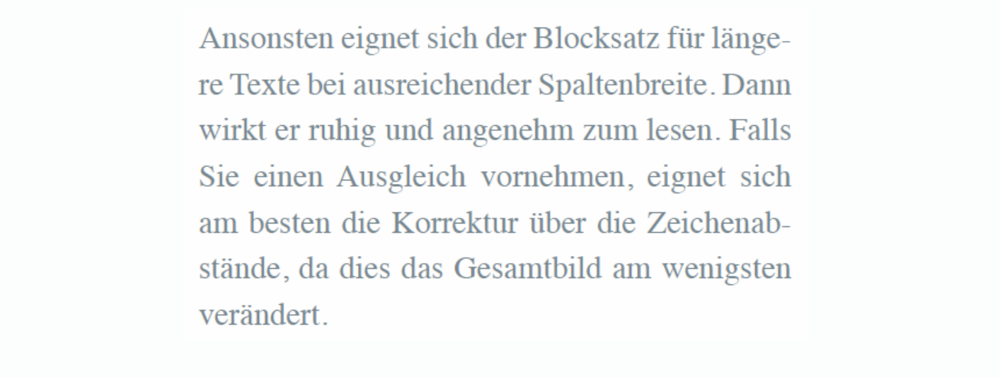 Ansonsten eignet sich der Blocksatz für länge-
re Texte bei ausreichender Spaltenbreite. Dann
wirkt er ruhig und angenehm zum lesen. Falls
Sie einen Ausgleich vornehmen, eignet sich
am besten die Korrektur über die Zeichenab-
stände, da dies das Gesamtbild am wenigsten
verändert.